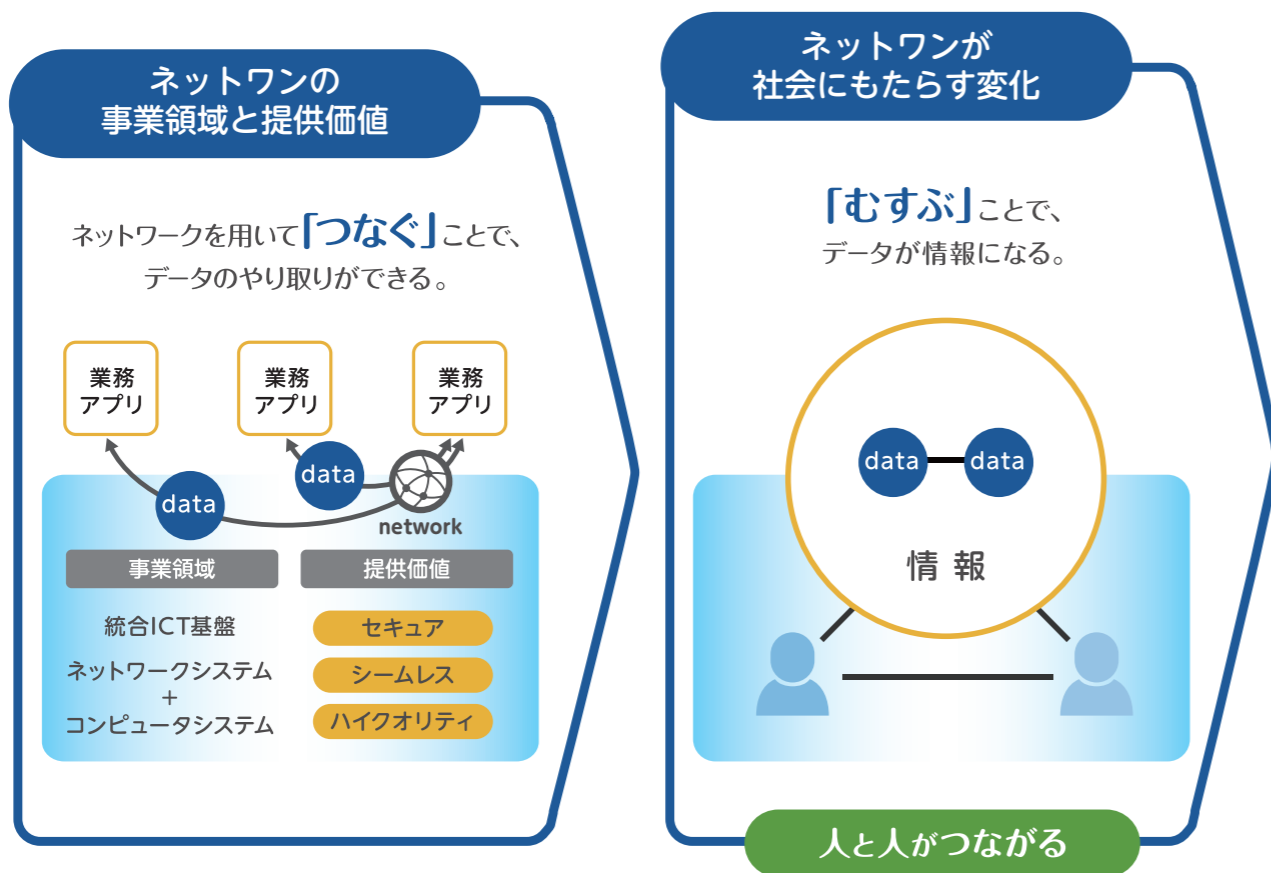 ネットワンの
事業領域と提供価値
ネットワークを用いて「つなぐ」ことで、
データのやり取りができる。
業務
アプリ
業務
アプリ
業務
アプリ
data
data
network
事業領域
提供価値
統合ICT基盤
ネットワークシステム
+
コンピュータシステム
セキュア
シームレス
ハイクオリティ
ネットワンが
社会にもたらす変化
「むすぶ」ことで、
データが情報になる。
data
data
情報
人と人がつながる